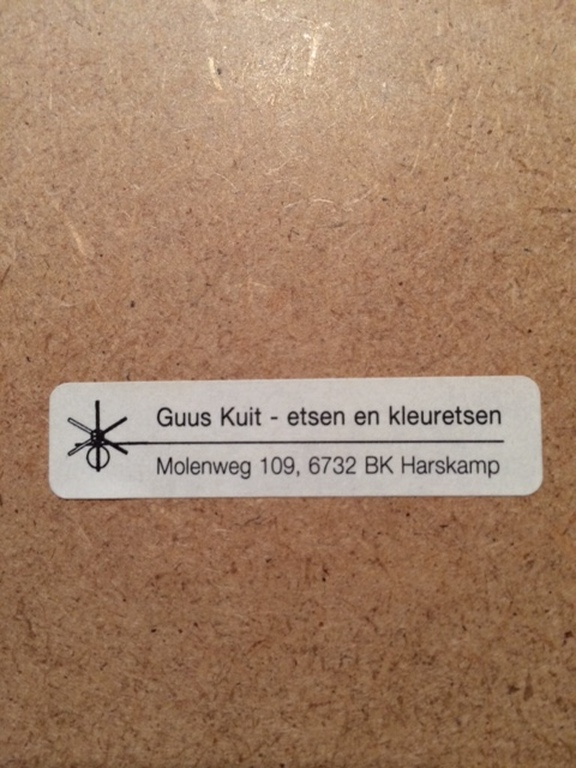 Guus Kuit - etsen en kleuretsen
Molenweg 109, 6732 BK Harskamp